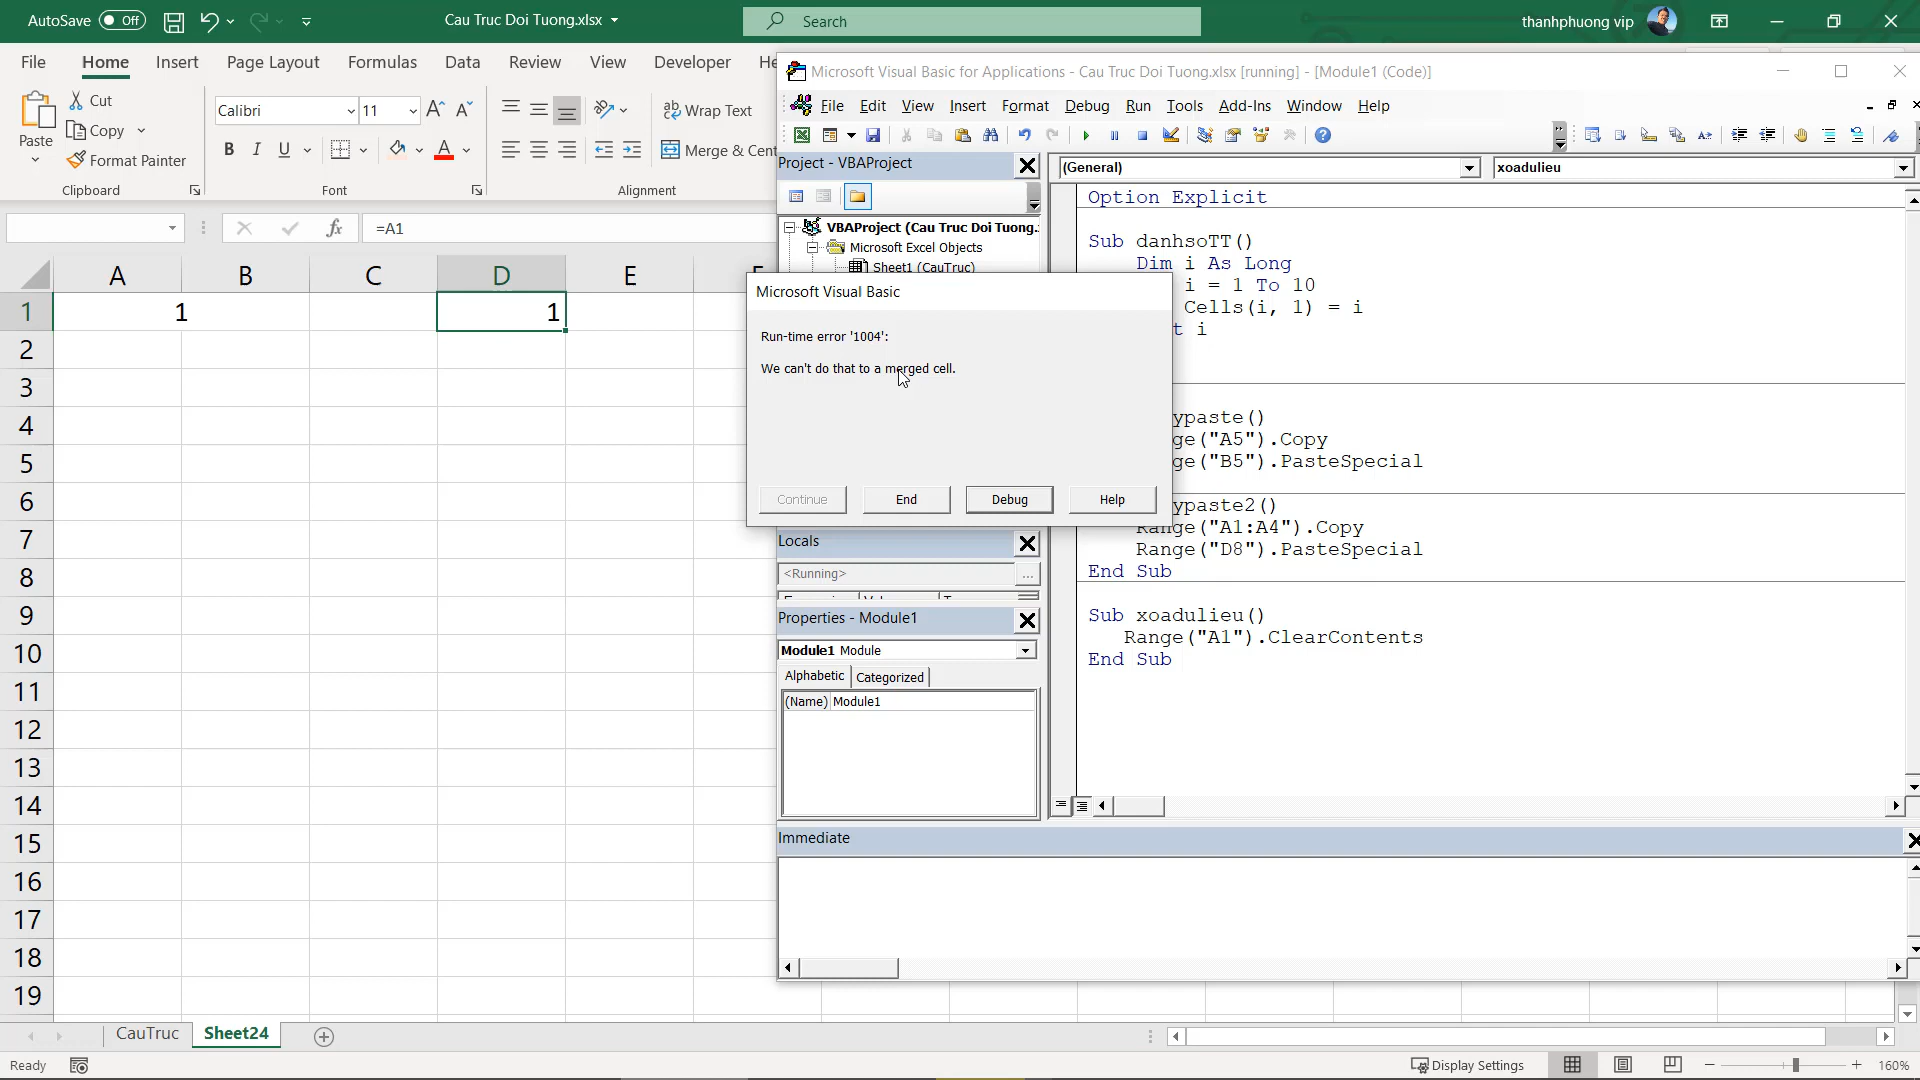 AutoSave Off
Cau Truc Doi Tuong.xlsx
Search
thanhphuong vip
File Home Insert Page Layout Formulas Data Review View Developer He
Microsoft Visual Basic for Applications - Cau Truc Doi Tuong.xlsx [running] - [Module1 (Code)]
File Edit View Insert Format Debug Run Tools Add-Ins Window Help
Paste
Cut
Copy
Format Painter
Clipboard
Calibri 11
B I U
Font
ab Wrap Text
Merge & Cent
Alignment
=A1
A B C D E F
1 1 1
2
3
4
5
6
7
8
9
10
11
12
13
14
15
16
17
18
19
Project - VBAProject
VBAProject (Cau Truc Doi Tuong.
Microsoft Excel Objects
Sheet1 (CauTruc)
Microsoft Visual Basic
Run-time error '1004':
We can't do that to a merged cell.
Continue End Debug Help
Locals
<Running>
...
Properties - Module1
Module1 Module
Alphabetic Categorized
(Name) Module1
(General) xoadulieu
Option Explicit
Sub danhsoTT()
Dim i As Long
i = 1 To 10
Cells(i, 1) = i
t i
ypaste()
ge("A5").Copy
ge("B5").PasteSpecial
ypaste2()
Range("A1:A4").Copy
Range("D8").PasteSpecial
End Sub
Sub xoadulieu()
Range("A1").ClearContents
End Sub
Immediate
CauTruc Sheet24
Ready
Display Settings
160%